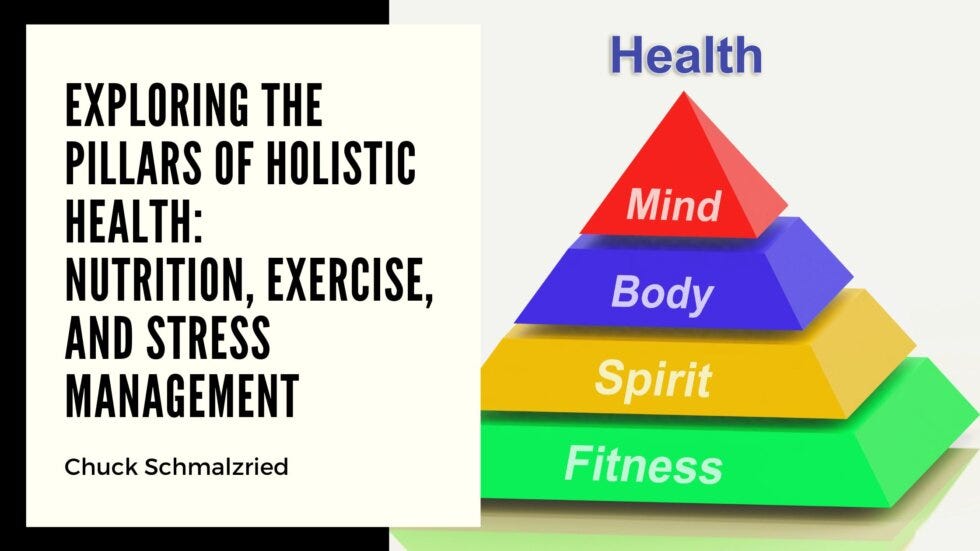 EXPLORING THE
PILLARS OF HOLISTIC
HEALTH:
NUTRITION, EXERCISE,
AND STRESS
MANAGEMENT
Chuck Schmalzried
Health
Mind
Body
Spirit
Fitness